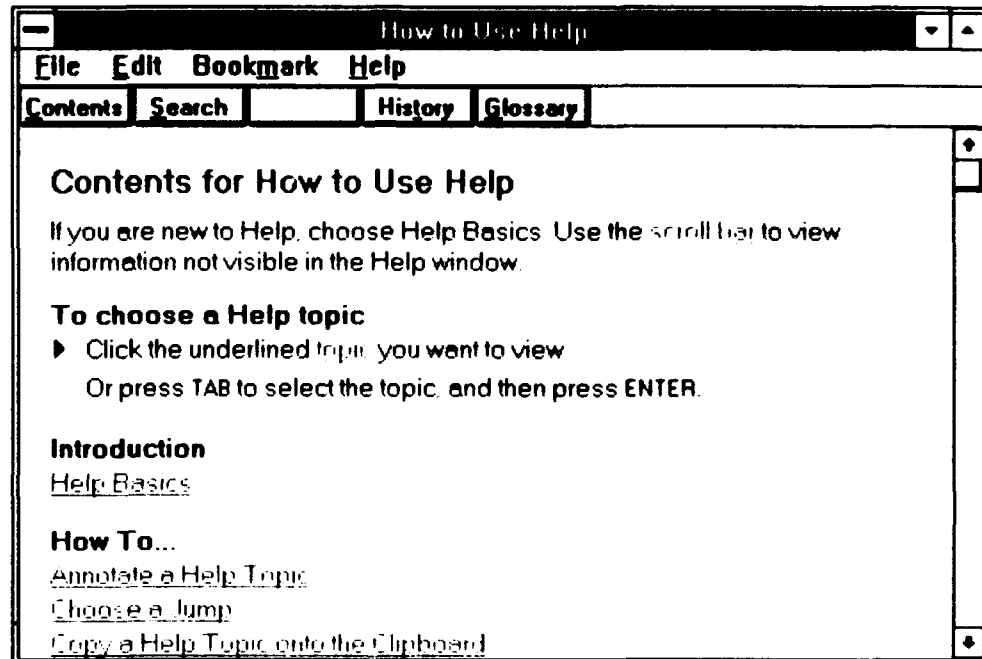 How to Use Help
File Edit Bookmark Help
Contents Search History Glossary
Contents for How to Use Help
If you are new to Help, choose Help Basics. Use the scroll bar to view
information not visible in the Help window.
To choose a Help topic
Click the underlined topic you want to view
Or press TAB to select the topic, and then press ENTER.
Introduction
Help Basics
How To...
Annotate a Help Topic
Choose a Jump
Copy a Help Topic onto the Clipboard